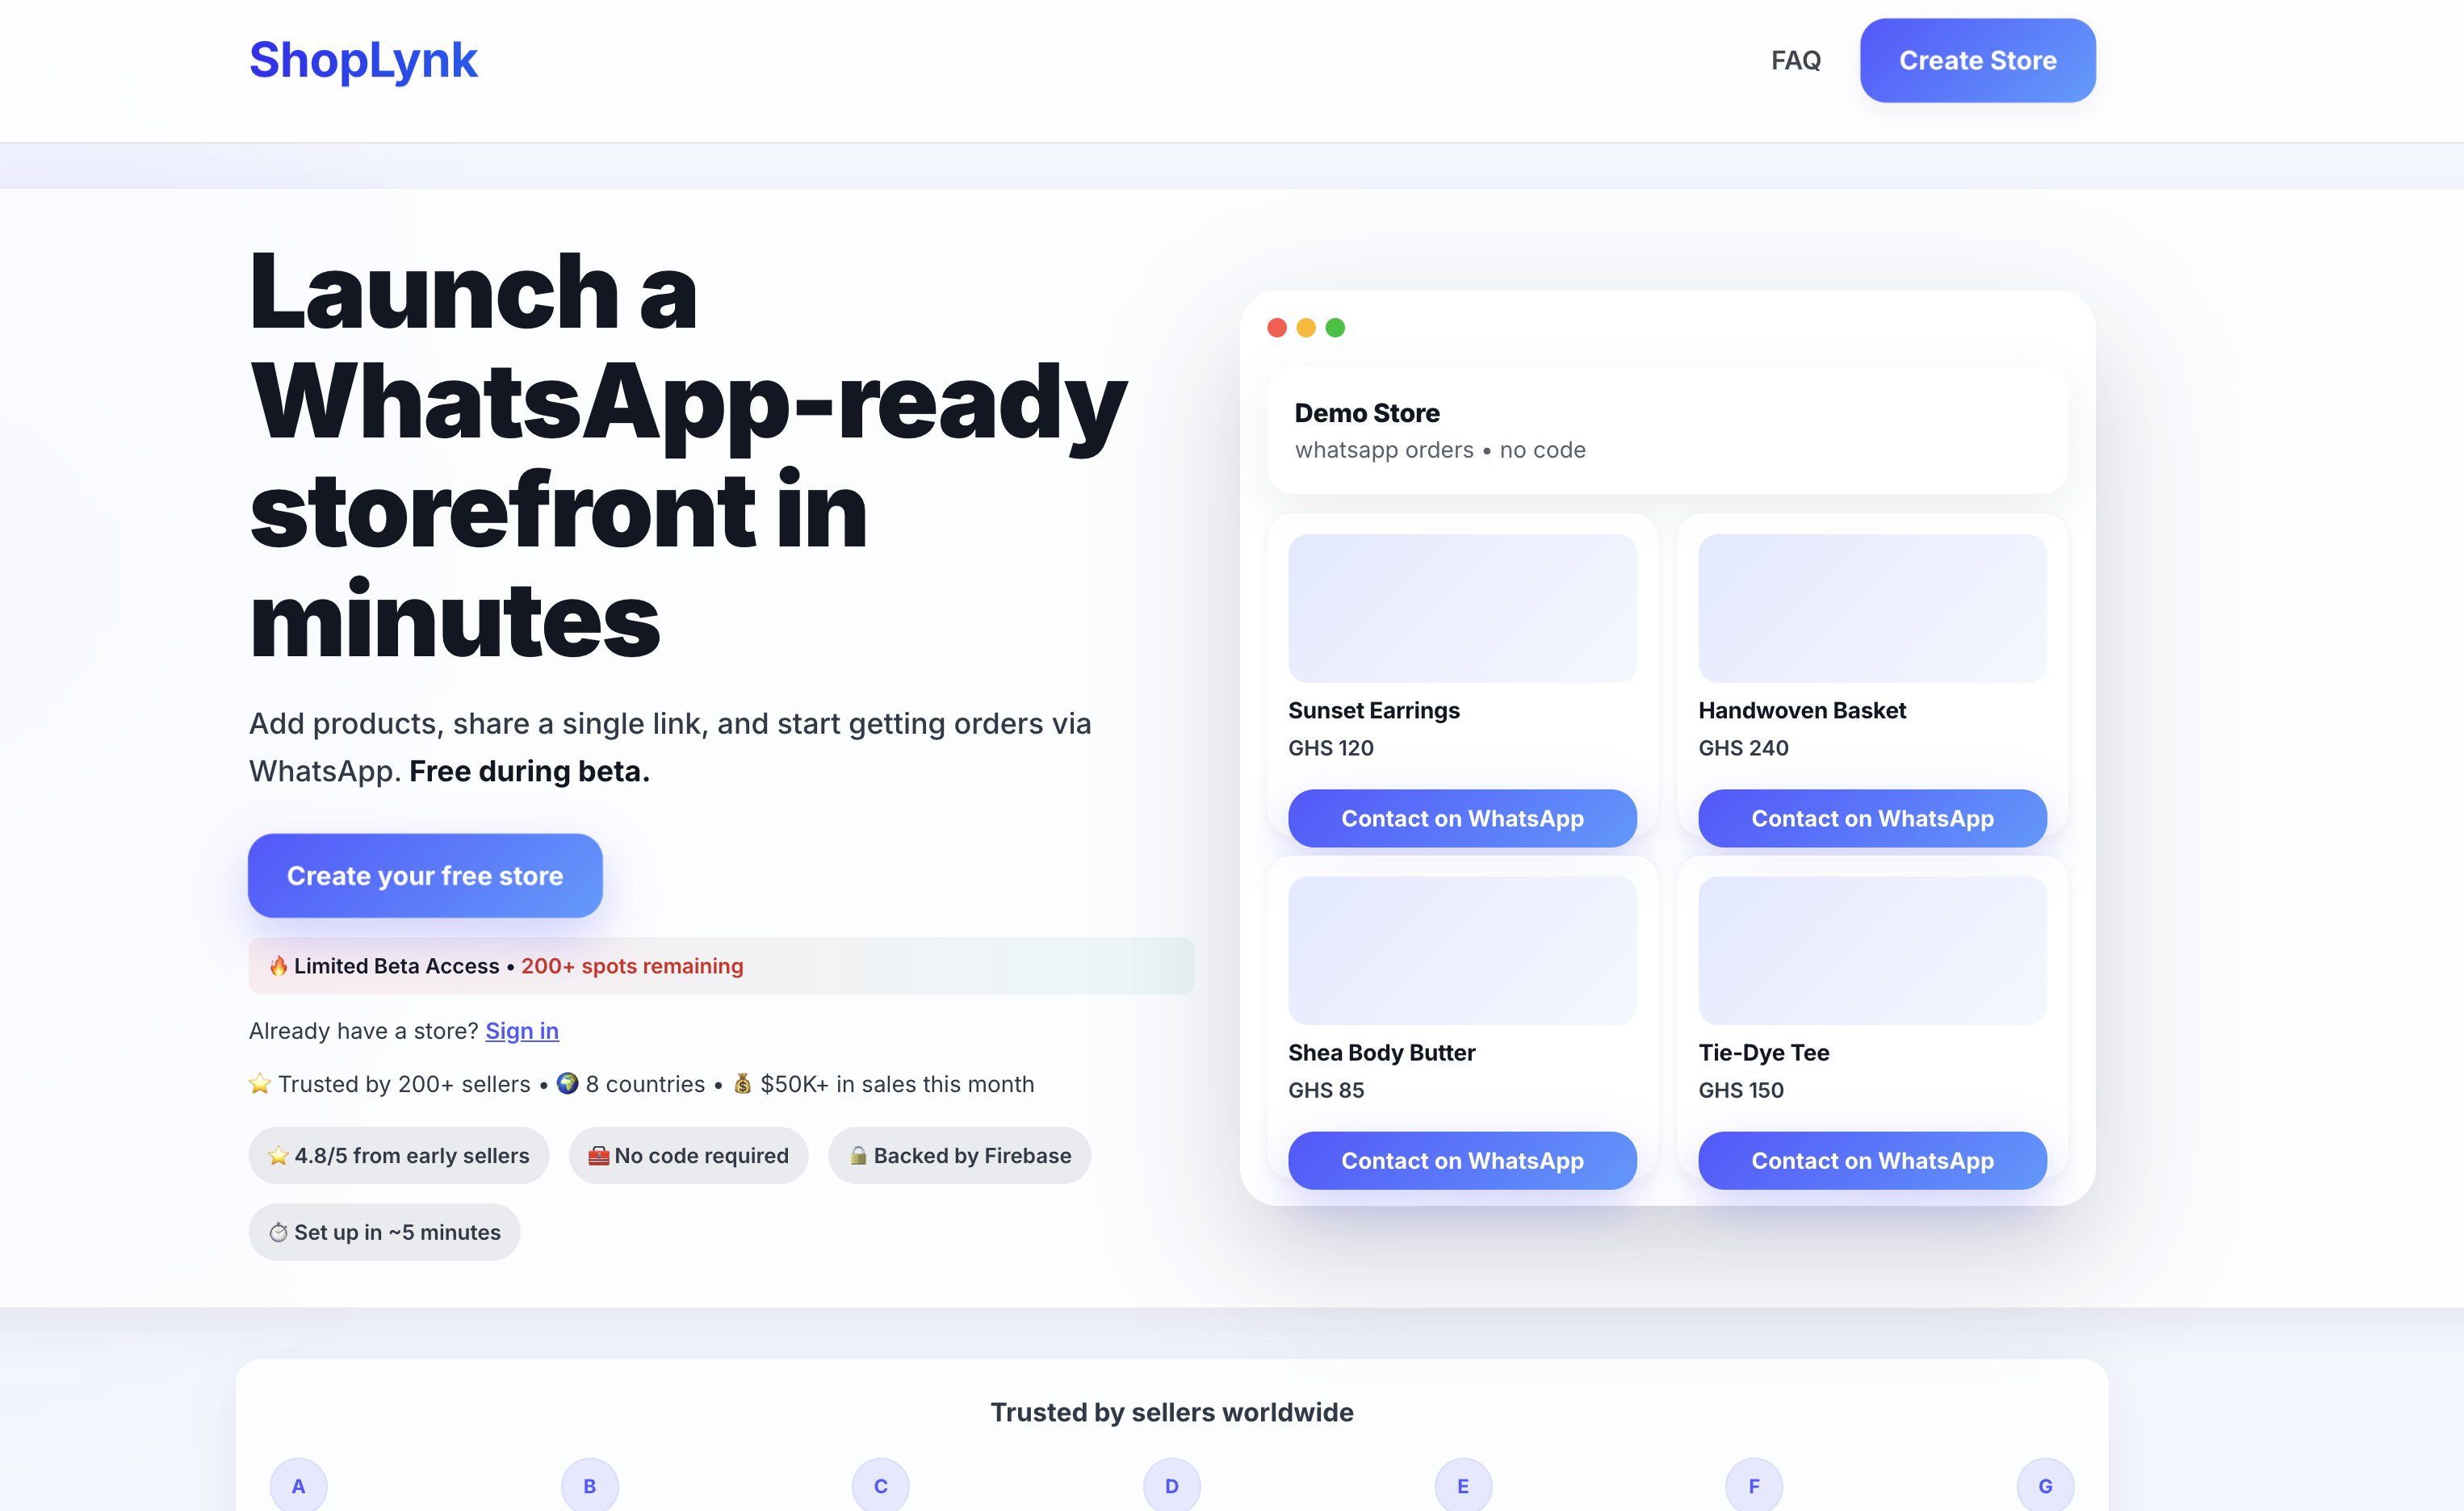 ShopLynk
FAQ
Create Store
Launch a
WhatsApp-ready
storefront in
minutes
Add products, share a single link, and start getting orders via
WhatsApp. Free during beta.
Create your free store
🔥 Limited Beta Access • 200+ spots remaining
Already have a store? Sign in
⭐ Trusted by 200+ sellers • 🌍 8 countries • 💰 $50K+ in sales this month
⭐ 4.8/5 from early sellers
🧰 No code required
🔒 Backed by Firebase
⏱ Set up in ~5 minutes
Demo Store
whatsapp orders • no code
Sunset Earrings
GHS 120
Contact on WhatsApp
Handwoven Basket
GHS 240
Contact on WhatsApp
Shea Body Butter
GHS 85
Contact on WhatsApp
Tie-Dye Tee
GHS 150
Contact on WhatsApp
Trusted by sellers worldwide
A
B
C
D
E
F
G